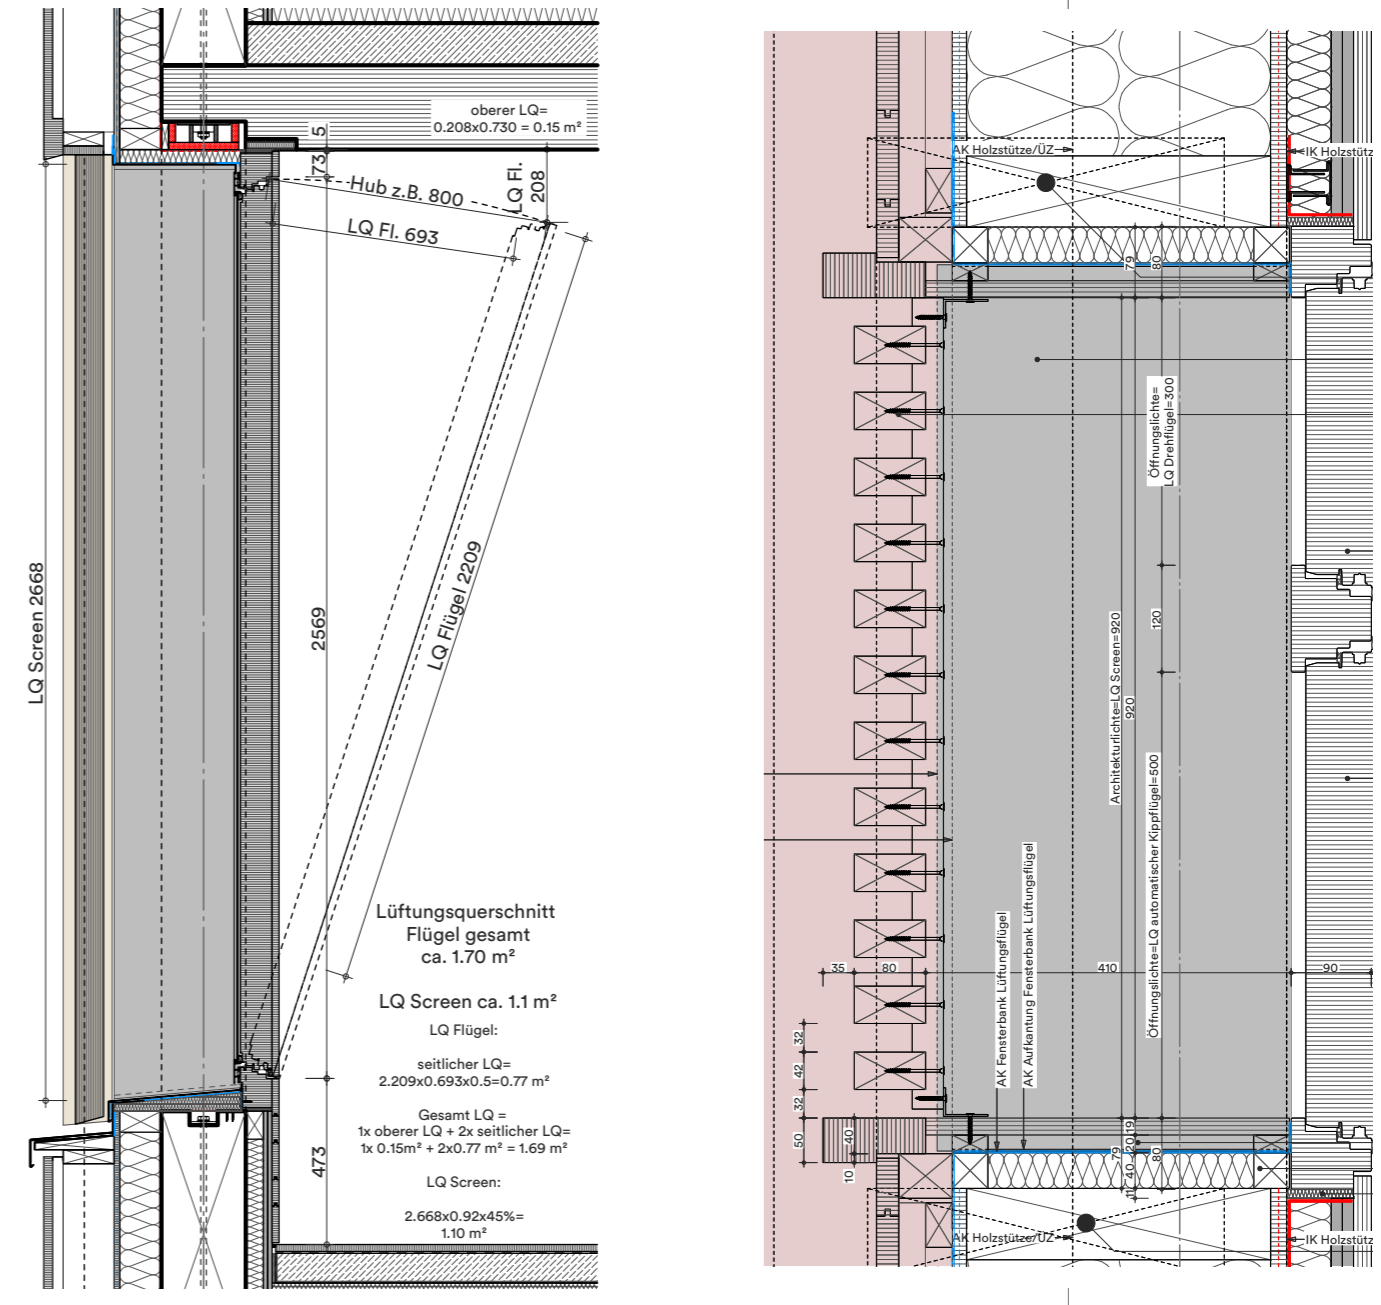 oberer LQ=
0.208x0.730 = 0.15 m²
5
73
Hub z.B. 800
LQ Fl.
208
LQ Fl. 693
LQ Screen 2668
2569
LQ Flügel 2209
473
Lüftungsquerschnitt
Flügel gesamt
ca. 1.70 m²
LQ Screen ca. 1.1 m²
LQ Flügel:
seitlicher LQ=
2.209x0.693x0.5=0.77 m²
Gesamt LQ =
1x oberer LQ + 2x seitlicher LQ=
1x 0.15m² + 2x0.77 m² = 1.69 m²
LQ Screen:
2.668x0.92x45%=
1.10 m²
AK Holzstütze/ÜZ
IK Holzstütz
79
80
Öffnungslichte=
LQ Drehflügel=300
120
Architekturlichte=LQ Screen=920
920
Öffnungslichte=LQ automatischer Kippflügel=500
AK Fensterbank Lüftungsflügel
AK Aufkantung Fensterbank Lüftungsflügel
35
80
410
90
32
42
32
50
40
10
19
20
79
40
11
80
AK Holzstütze/ÜZ
IK Holzstütz